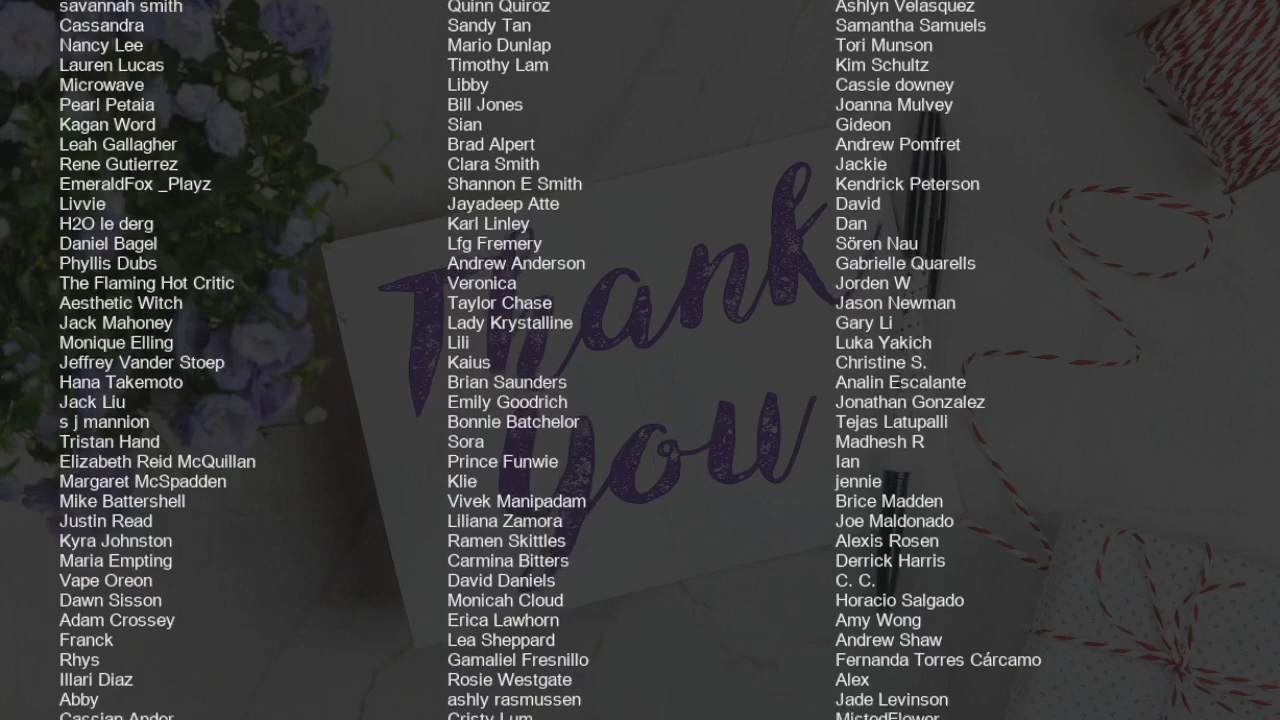 savannah smith
Cassandra
Nancy Lee
Lauren Lucas
Microwave
Pearl Petaia
Kagan Word
Leah Gallagher
Rene Gutierrez
EmeraldFox _Playz
Livvie
H2O le derg
Daniel Bagel
Phyllis Dubs
The Flaming Hot Critic
Aesthetic Witch
Jack Mahoney
Monique Elling
Jeffrey Vander Stoep
Hana Takemoto
Jack Liu
s j mannion
Tristan Hand
Elizabeth Reid McQuillan
Margaret McSpadden
Mike Battershell
Justin Read
Kyra Johnston
Maria Empting
Vape Oreon
Dawn Sisson
Adam Crossey
Franck
Rhys
Illari Diaz
Abby
Cassian Andor
Quinn Quiroz
Sandy Tan
Mario Dunlap
Timothy Lam
Libby
Bill Jones
Sian
Brad Alpert
Clara Smith
Shannon E Smith
Jayadeep Atte
Karl Linley
Lfg Fremery
Andrew Anderson
Veronica
Taylor Chase
Lady Krystalline
Lili
Kaius
Brian Saunders
Emily Goodrich
Bonnie Batchelor
Sora
Prince Funwie
Klie
Vivek Manipadam
Liliana Zamora
Ramen Skittles
Carmina Bitters
David Daniels
Monicah Cloud
Erica Lawhorn
Lea Sheppard
Gamaliel Fresnillo
Rosie Westgate
ashly rasmussen
Cristy Lum
Ashlyn Velasquez
Samantha Samuels
Tori Munson
Kim Schultz
Cassie downey
Joanna Mulvey
Gideon
Andrew Pomfret
Jackie
Kendrick Peterson
David
Dan
Sören Nau
Gabrielle Quarells
Jorden W
Jason Newman
Gary Li
Luka Yakich
Christine S.
Analin Escalante
Jonathan Gonzalez
Tejas Latupalli
Madhesh R
Ian
jennie
Brice Madden
Joe Maldonado
Alexis Rosen
Derrick Harris
C. C.
Horacio Salgado
Amy Wong
Andrew Shaw
Fernanda Torres Cárcamo
Alex
Jade Levinson
MistedFlower
Thank
you